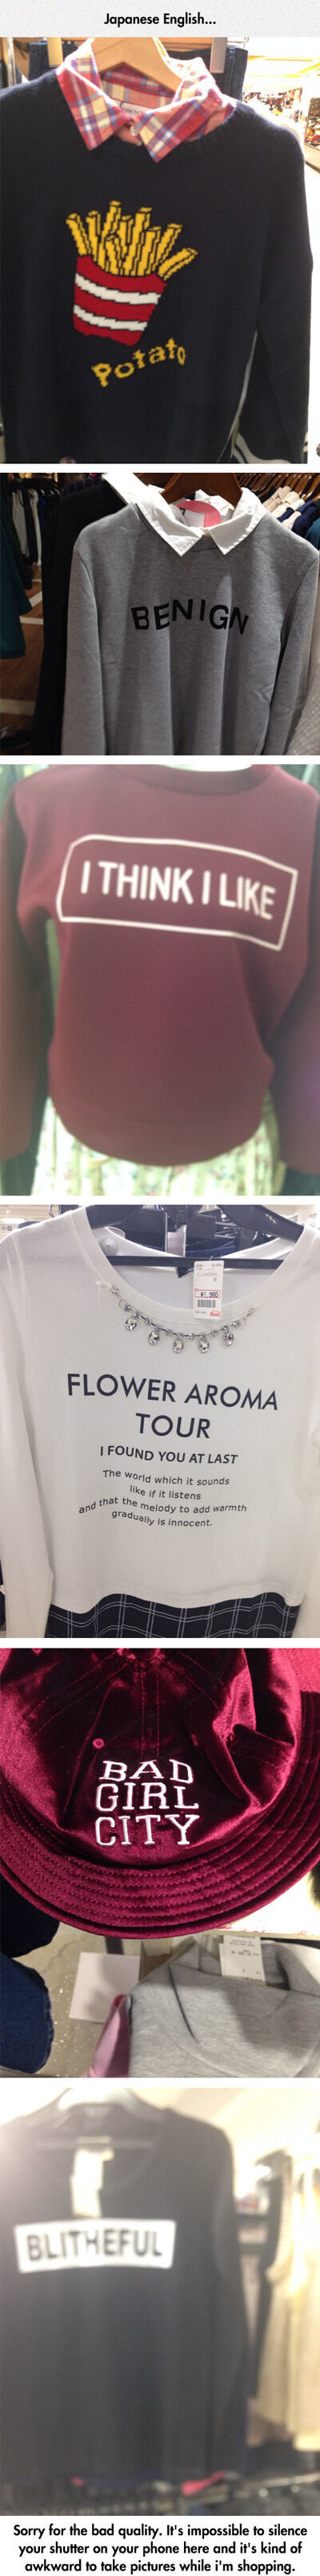 Japanese English...
Potato
BENIGN
I THINK I LIKE
¥1,990
FLOWER AROMA
TOUR
I FOUND YOU AT LAST
The world which it sounds
like if it listens
and that the melody to add warmth
gradually is innocent.
BAD
GIRL
CITY
BLITHEFUL
Sorry for the bad quality. It's impossible to silence
your shutter on your phone here and it's kind of
awkward to take pictures while i'm shopping.